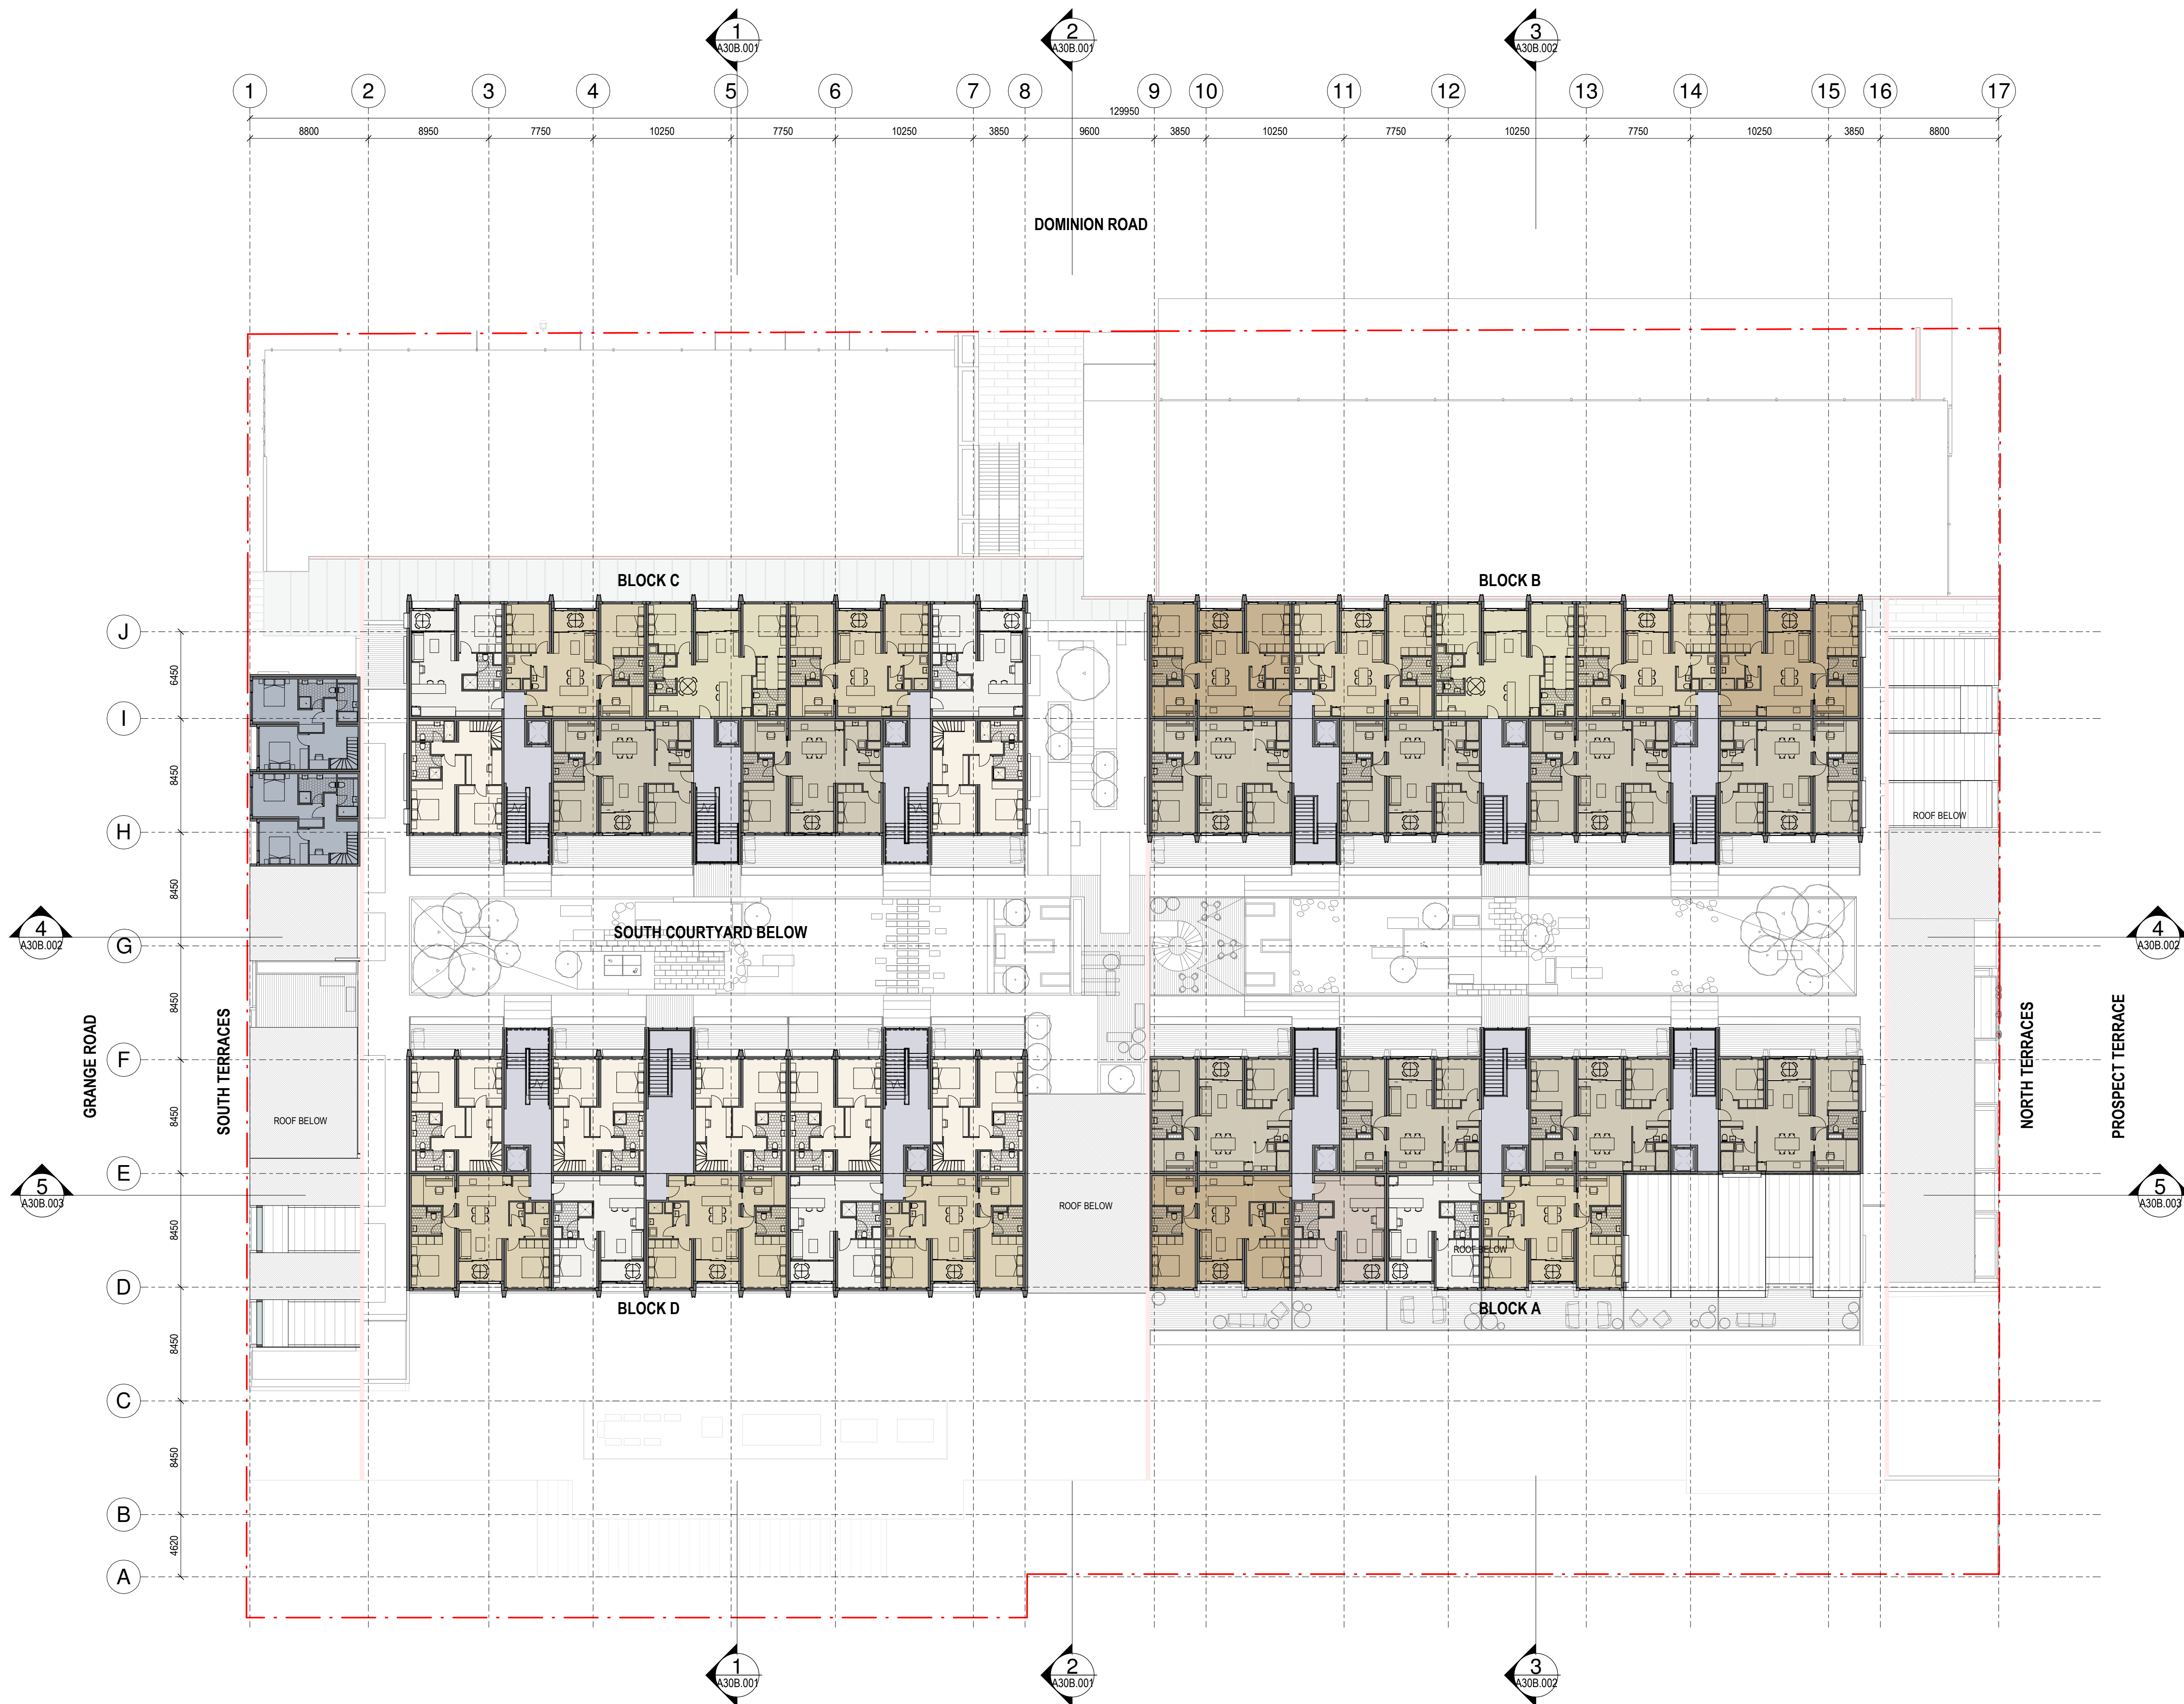 1
A30B.001
2
A30B.001
3
A30B.002
1 2 3 4 5 6 7 8 9 10 11 12 13 14 15 16 17
129950
8800 8950 7750 10250 7750 10250 3850 9600 3850 10250 7750 10250 7750 10250 3850 8800
DOMINION ROAD
BLOCK C
BLOCK B
J
6450
I
8450
H
ROOF BELOW
8450
4
A30B.002
G
SOUTH COURTYARD BELOW
4
A30B.002
8450
GRANGE ROAD
SOUTH TERRACES
NORTH TERRACES
PROSPECT TERRACE
F
8450
ROOF BELOW
E
5
A30B.003
ROOF BELOW
5
A30B.003
8450
ROOF BELOW
D
BLOCK D
BLOCK A
8450
C
8450
B
4620
A
1
A30B.001
2
A30B.001
3
A30B.002